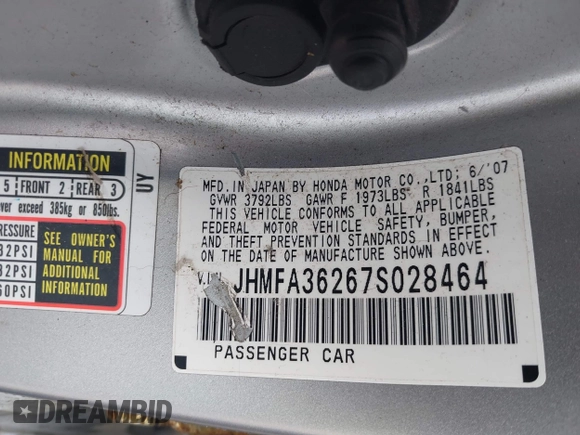 INFORMATION
5 FRONT 2 REAR 3
ver exceed 385kg or 850lbs.
RESSURE
32PSI
32PSI
60PSI
SEE OWNER'S
MANUAL FOR
ADDITIONAL
INFORMATION
UY
MFD. IN JAPAN BY HONDA MOTOR CO.,LTD; 6/'07
GVWR 3792LBS GAWR F 1973LBS R 1841LBS
THIS VEHICLE CONFORMS TO ALL APPLICABLE
FEDERAL MOTOR VEHICLE SAFETY, BUMPER,
AND THEFT PREVENTION STANDARDS IN EFFECT
ON THE DATE OF MANUFACTURE SHOWN ABOVE.
JHMFA36267S028464
PASSENGER CAR
DREAMBID